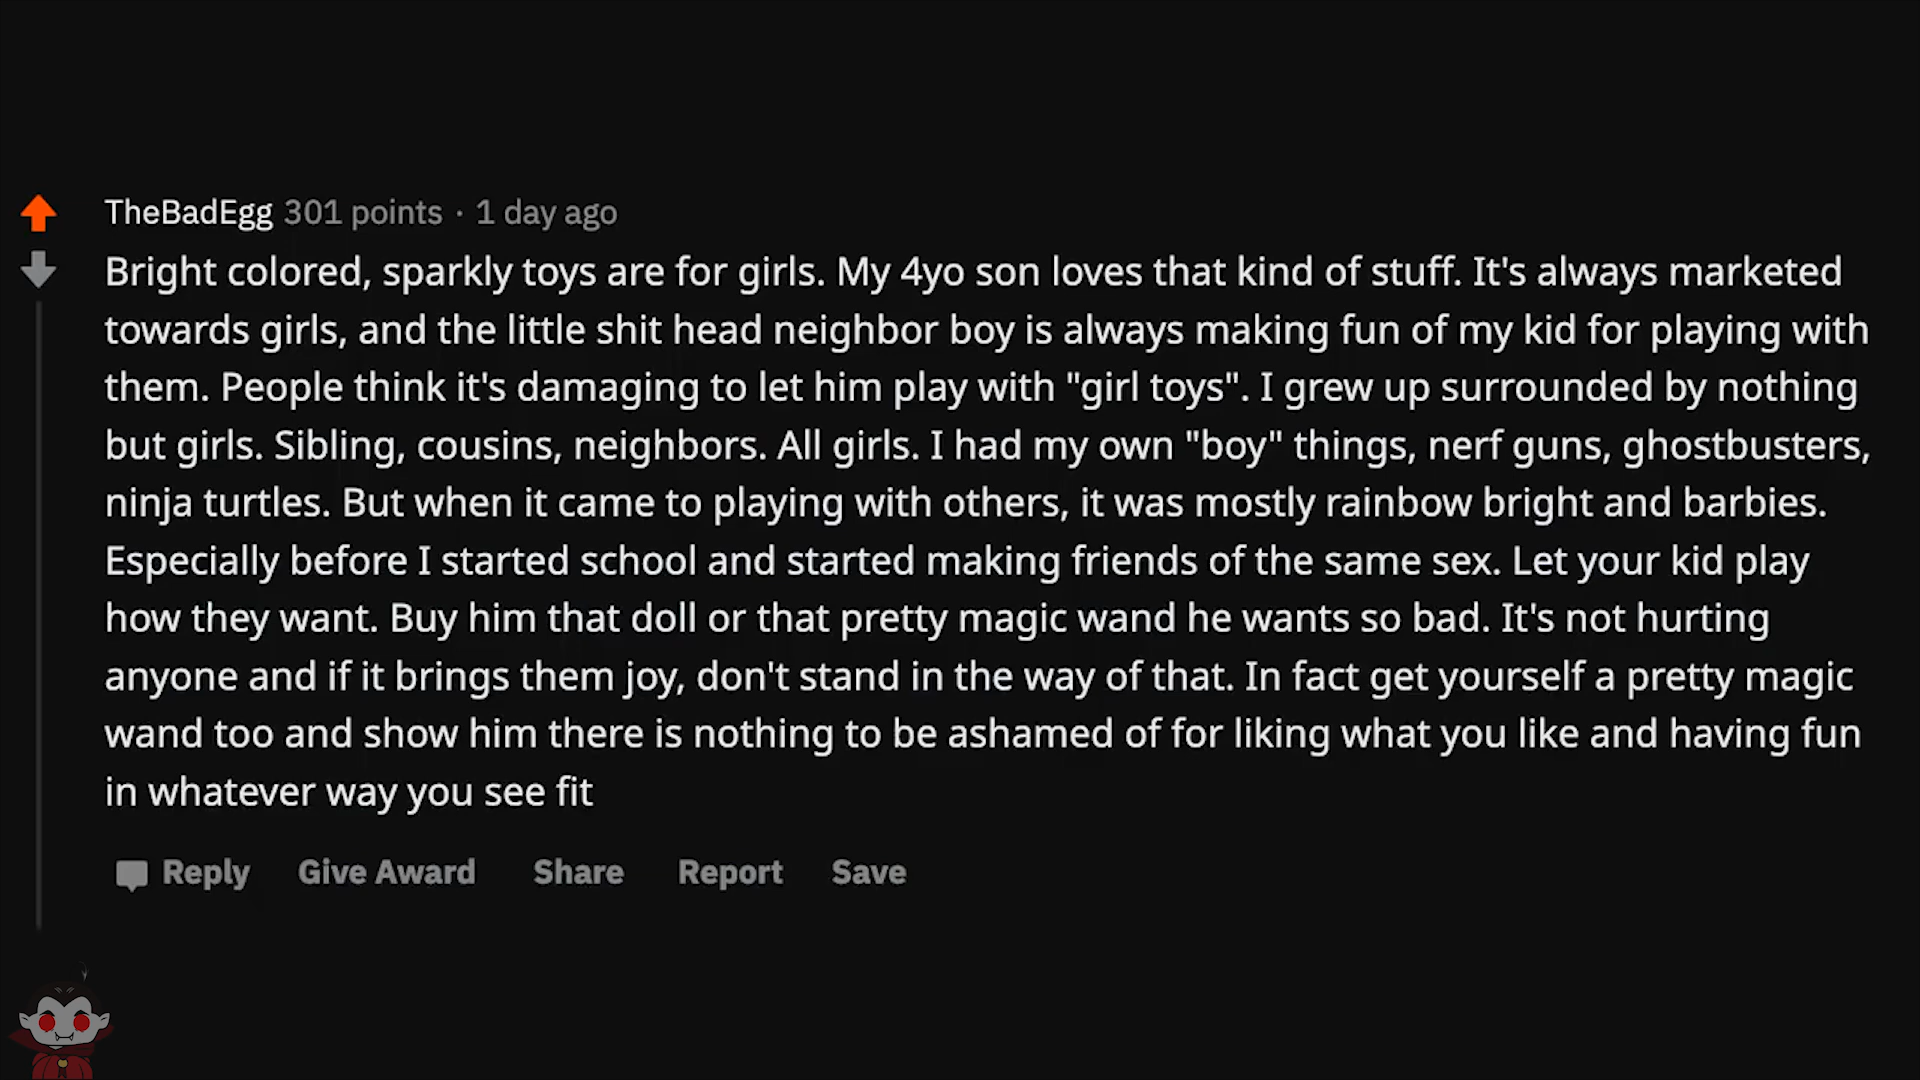 TheBadEgg 301 points · 1 day ago
Bright colored, sparkly toys are for girls. My 4yo son loves that kind of stuff. It's always marketed
towards girls, and the little shit head neighbor boy is always making fun of my kid for playing with
them. People think it's damaging to let him play with "girl toys". I grew up surrounded by nothing
but girls. Sibling, cousins, neighbors. All girls. I had my own "boy" things, nerf guns, ghostbusters,
ninja turtles. But when it came to playing with others, it was mostly rainbow bright and barbies.
Especially before I started school and started making friends of the same sex. Let your kid play
how they want. Buy him that doll or that pretty magic wand he wants so bad. It's not hurting
anyone and if it brings them joy, don't stand in the way of that. In fact get yourself a pretty magic
wand too and show him there is nothing to be ashamed of for liking what you like and having fun
in whatever way you see fit
Reply Give Award Share Report Save